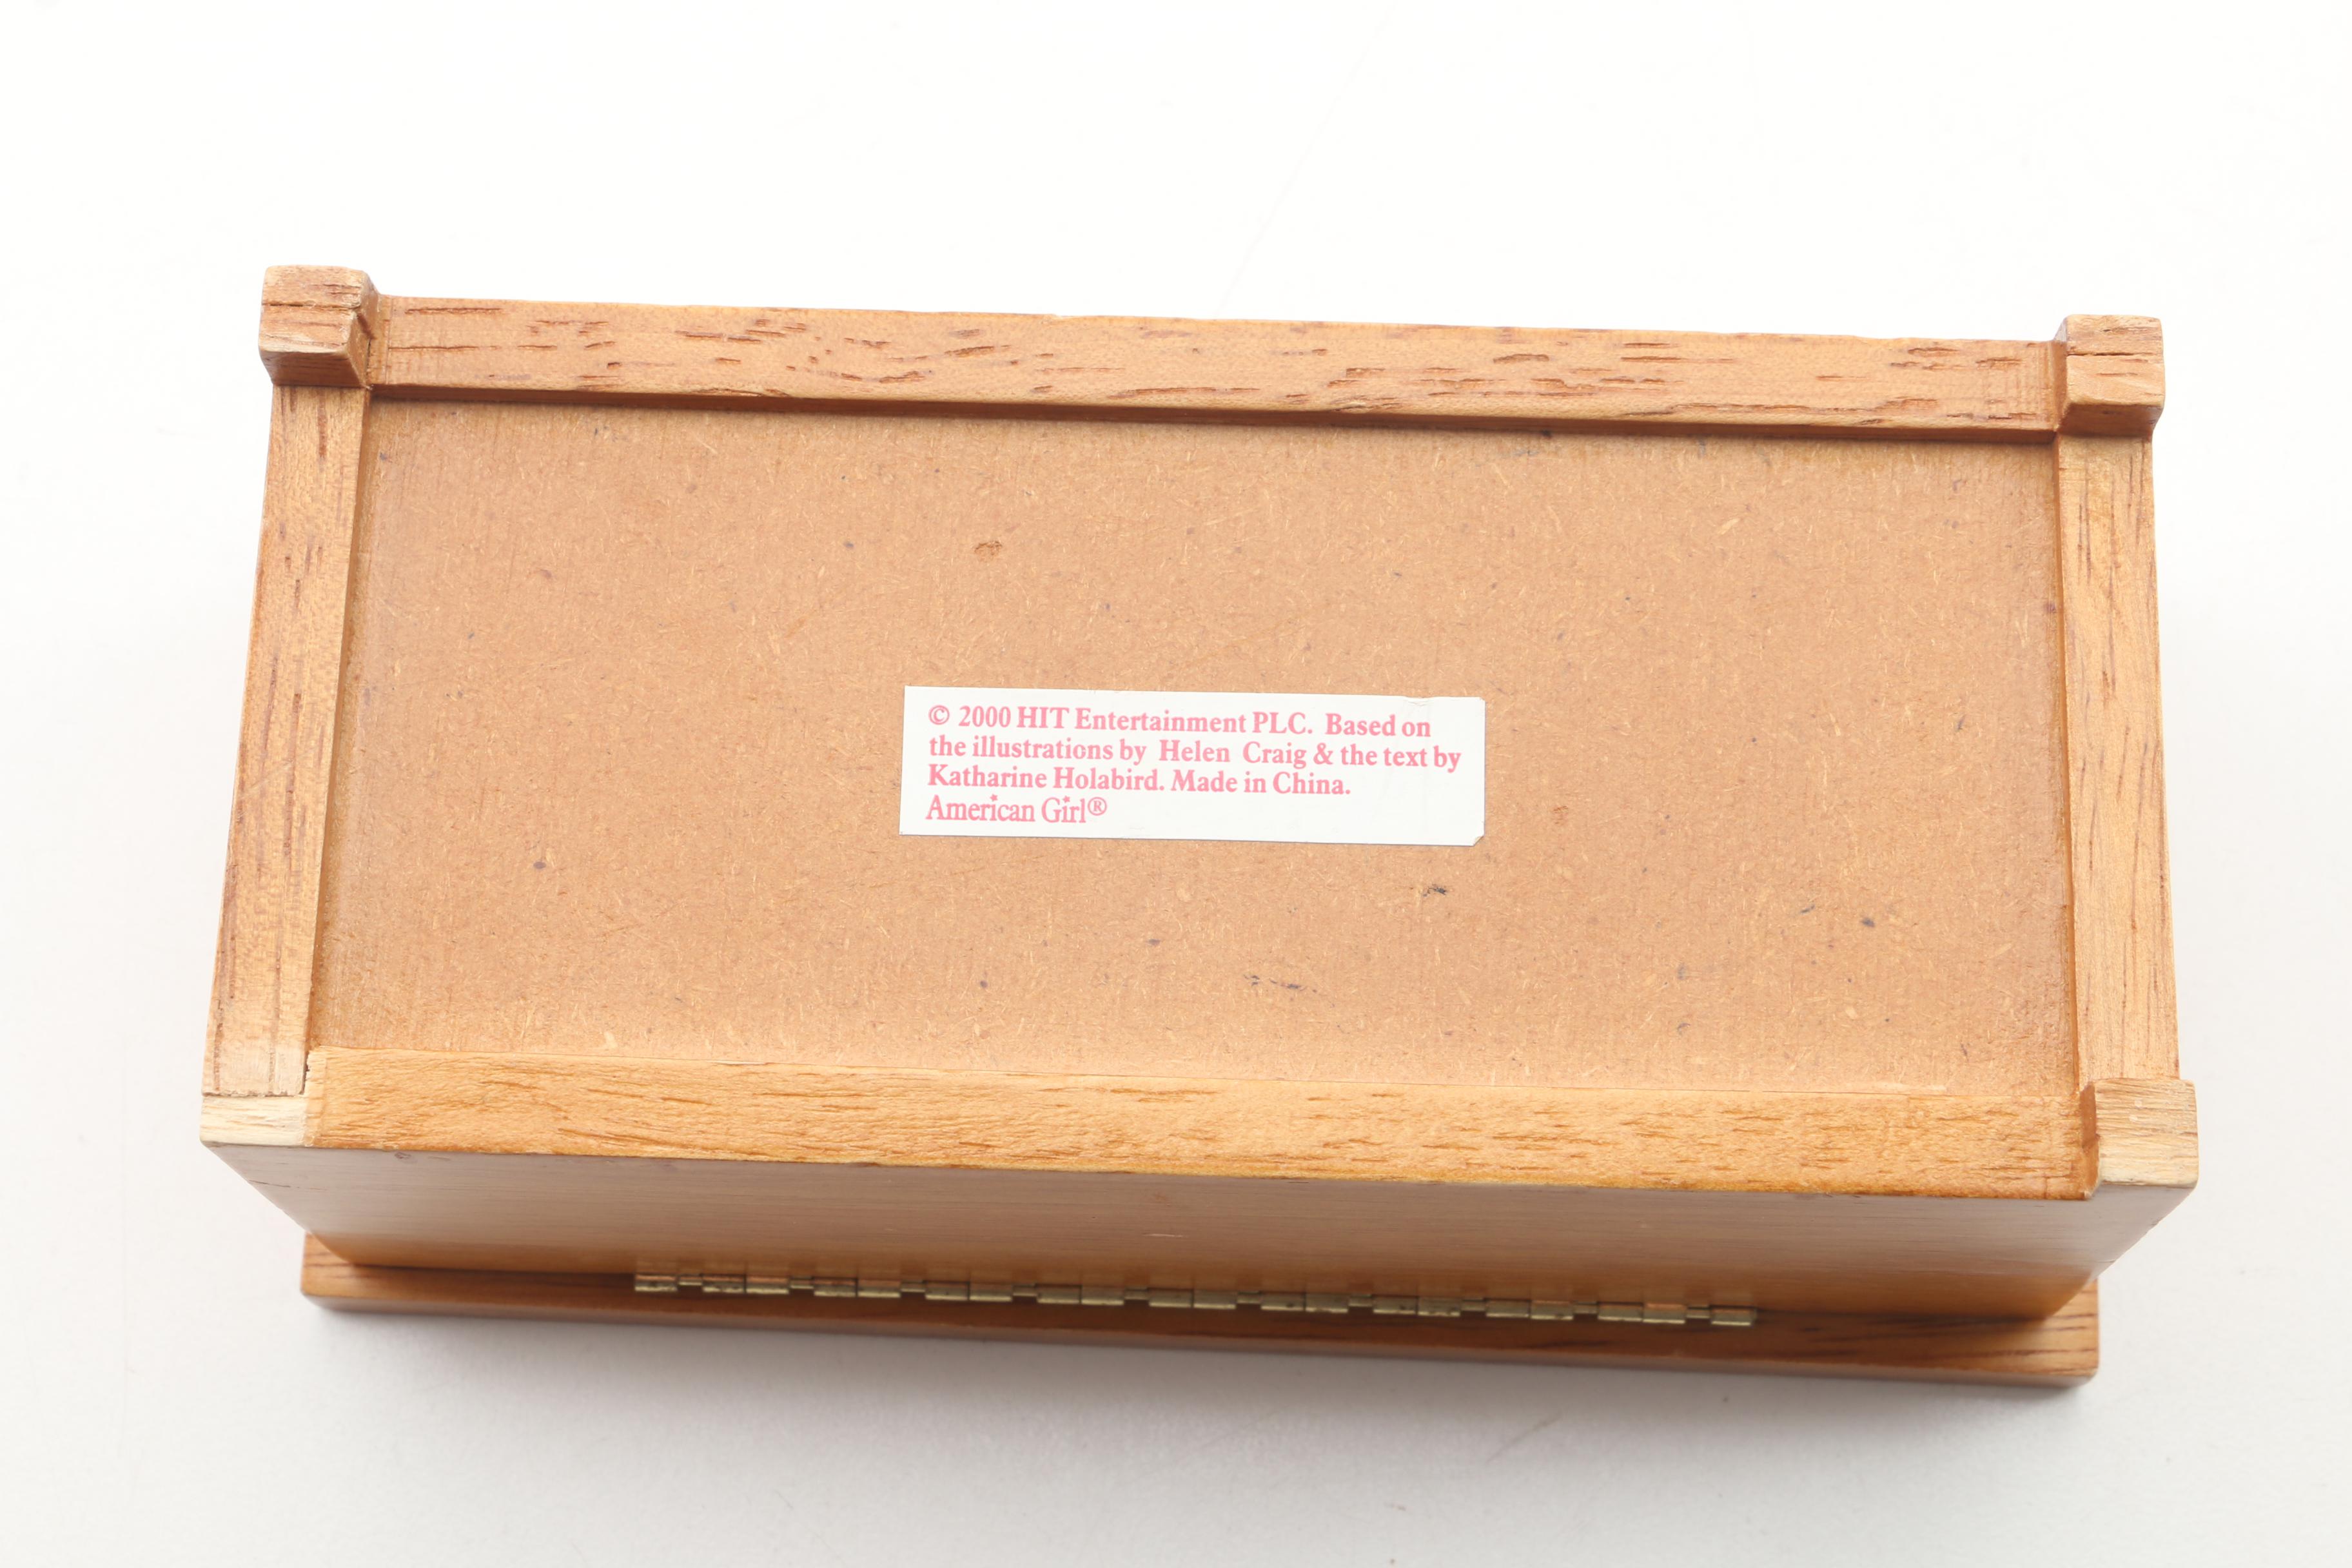 © 2000 HIT Entertainment PLC. Based on
the illustrations by Helen Craig & the text by
Katharine Holabird. Made in China.
American Girl®